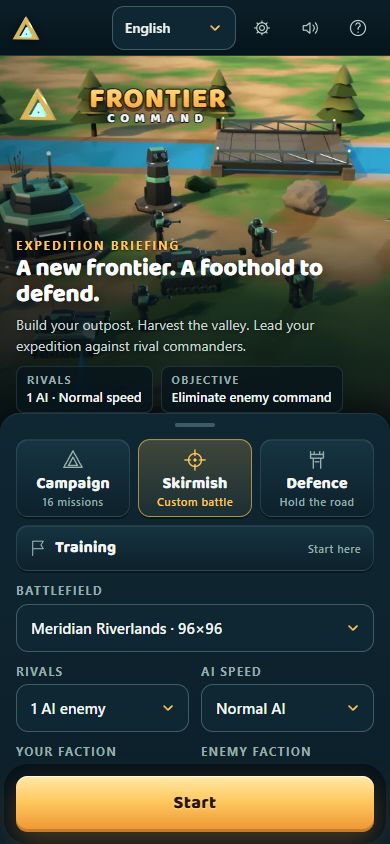 English
FRONTIER
COMMAND
EXPEDITION BRIEFING
A new frontier. A foothold to
defend.
Build your outpost. Harvest the valley. Lead your
expedition against rival commanders.
RIVALS
1 AI · Normal speed
OBJECTIVE
Eliminate enemy command
Campaign
16 missions
Skirmish
Custom battle
Defence
Hold the road
Training
Start here
BATTLEFIELD
Meridian Riverlands · 96×96
RIVALS
AI SPEED
1 AI enemy
Normal AI
YOUR FACTION
ENEMY FACTION
Start